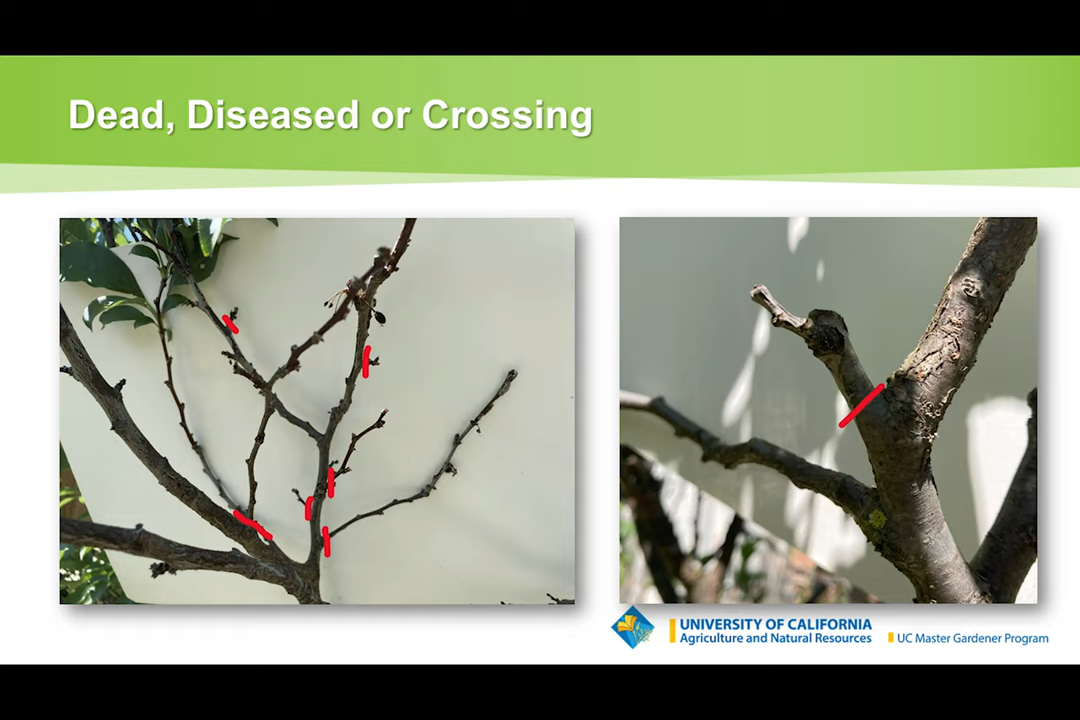 Dead, Diseased or Crossing
UNIVERSITY OF CALIFORNIA
Agriculture and Natural Resources
UC Master Gardener Program